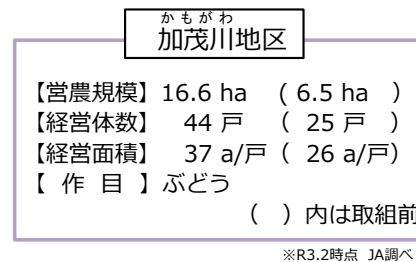 かもがわ
加茂川地区
【営農規模】16.6 ha （ 6.5 ha ）
【経営体数】 44 戸 （ 25 戸 ）
【経営面積】 37 a/戸（ 26 a/戸）
【 作 目 】ぶどう
（ ）内は取組前
※R3.2時点 JA調べ